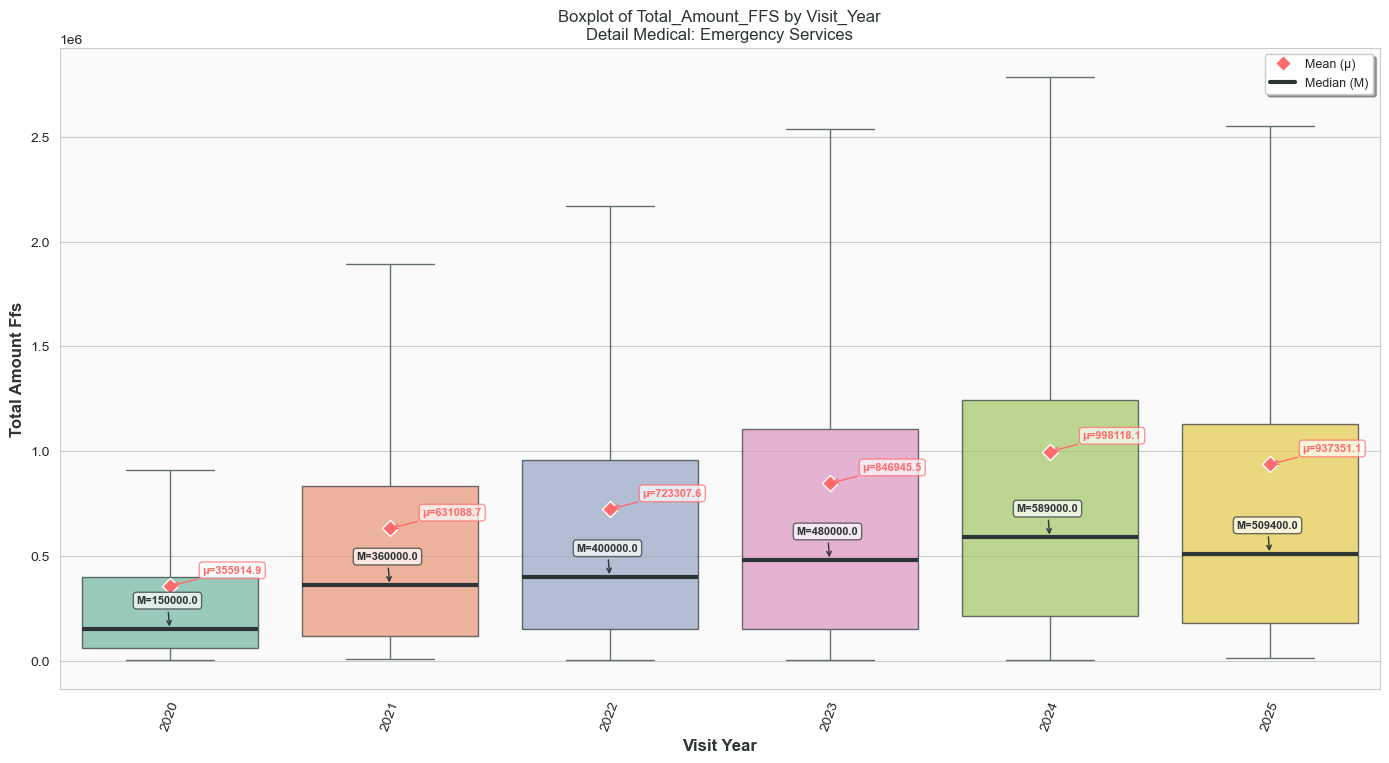 Boxplot of Total_Amount_FFS by Visit_Year
Detail Medical: Emergency Services
1e6
Mean (μ)
Median (M)
2.5
2.0
1.5
1.0
0.5
0.0
Total Amount Ffs
μ=355914.9
M=150000.0
μ=631088.7
M=360000.0
μ=723307.6
M=400000.0
μ=846945.5
M=480000.0
μ=998118.1
M=589000.0
μ=937351.1
M=509400.0
2020
2021
2022
2023
2024
2025
Visit Year